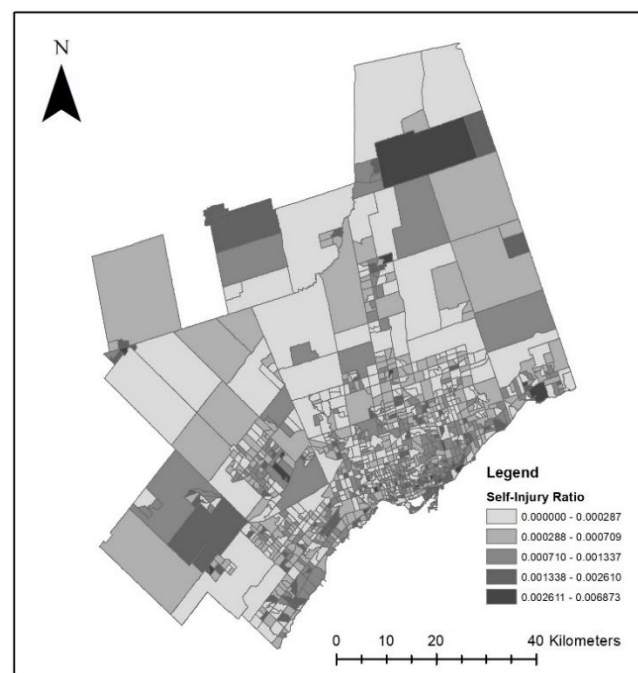 N
Legend
Self-Injury Ratio
0.000000 - 0.000287
0.000288 - 0.000709
0.000710 - 0.001337
0.001338 - 0.002610
0.002611 - 0.006873
0 10 20 40 Kilometers